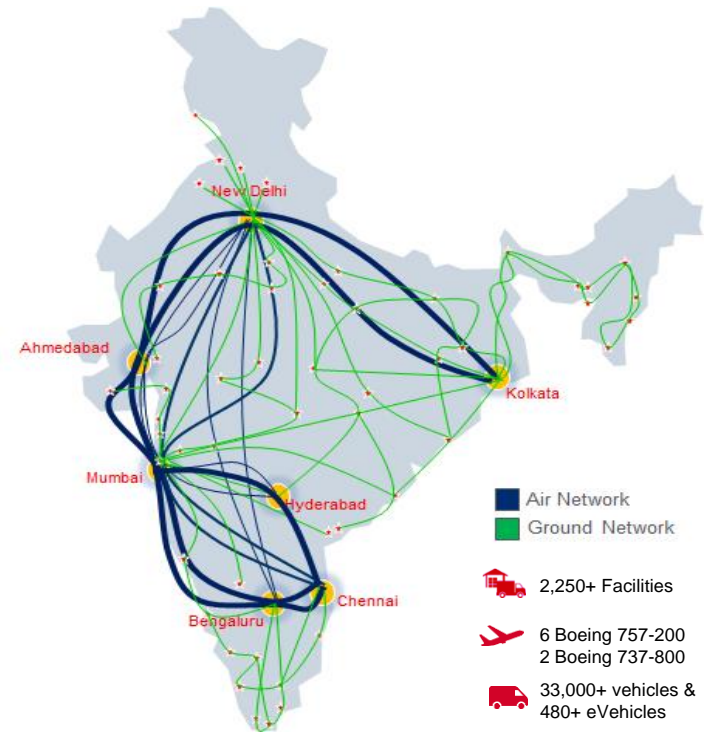 New Delhi
Ahmedabad
Kolkata
Mumbai
Hyderabad
Chennai
Bengaluru
Air Network
Ground Network
2,250+ Facilities
6 Boeing 757-200
2 Boeing 737-800
33,000+ vehicles &
480+ eVehicles